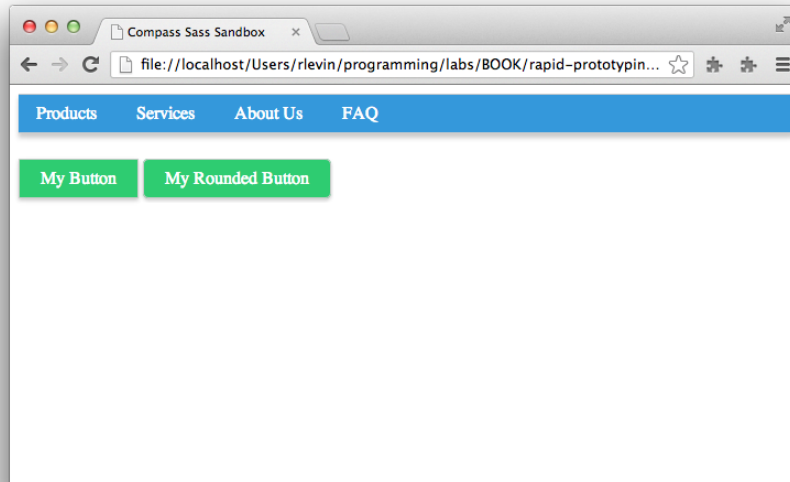 Compass Sass Sandbox
file://localhost/Users/rlevin/programming/labs/BOOK/rapid-prototypin...
Products Services About Us FAQ
My Button My Rounded Button